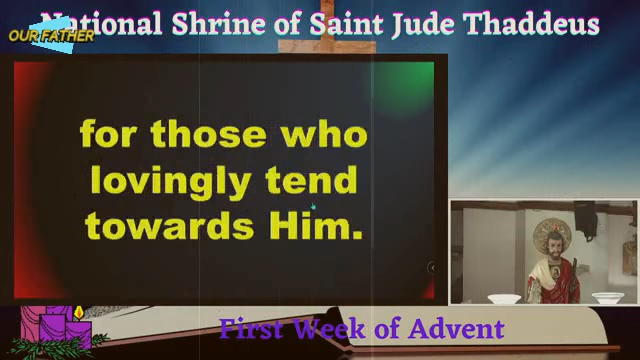 National Shrine of Saint Jude Thaddeus
OUR FATHER
for those who
lovingly tend
towards Him.
First Week of Advent